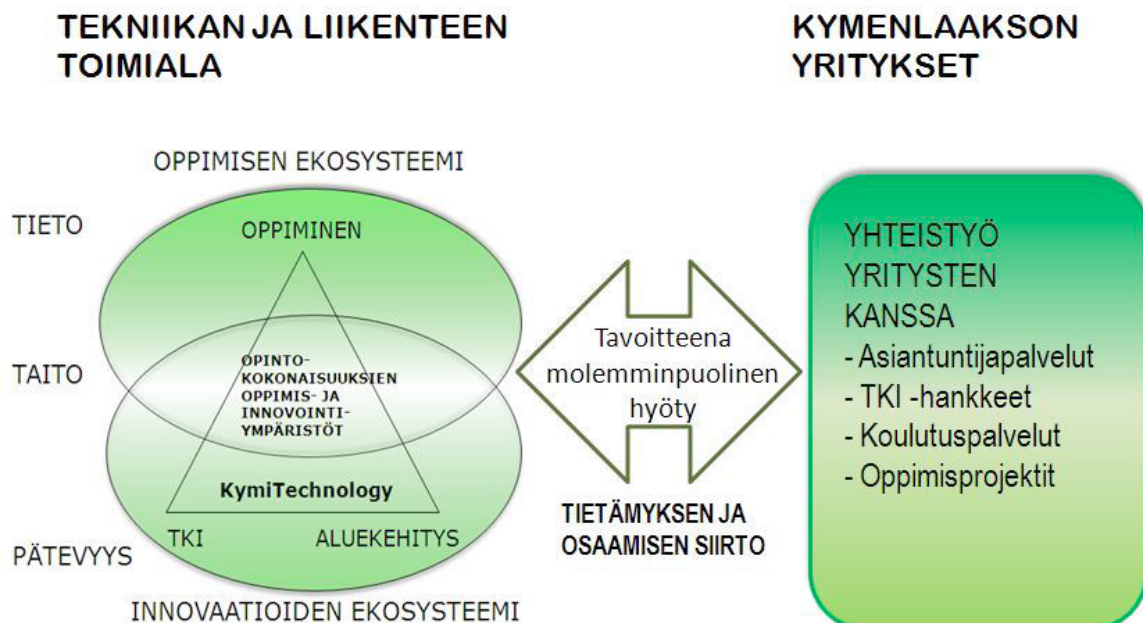 TEKNIIKAN JA LIIKENTEEN
TOIMIALA
OPPIMISEN EKOSYSTEEMI
TIETO
OPPIMINEN
TAITO
OPINTO-
KOKONAISUUKSIEN
OPPIMIS- JA
INNOVOINTI-
YMPÄRISTÖT
KymiTechnology
TKI
ALUEKEHITYS
PÄTEVYYS
INNOVAATIOIDEN EKOSYSTEEMI
Tavoitteena
molemminpuolinen
hyöty
TIETÄMYKSEN JA
OSAAMISEN SIIRTO
KYMENLAAKSON
YRITYKSET
YHTEISTYÖ
YRITYSTEN
KANSSA
- Asiantuntijapalvelut
- TKI -hankkeet
- Koulutuspalvelut
- Oppimisprojektit